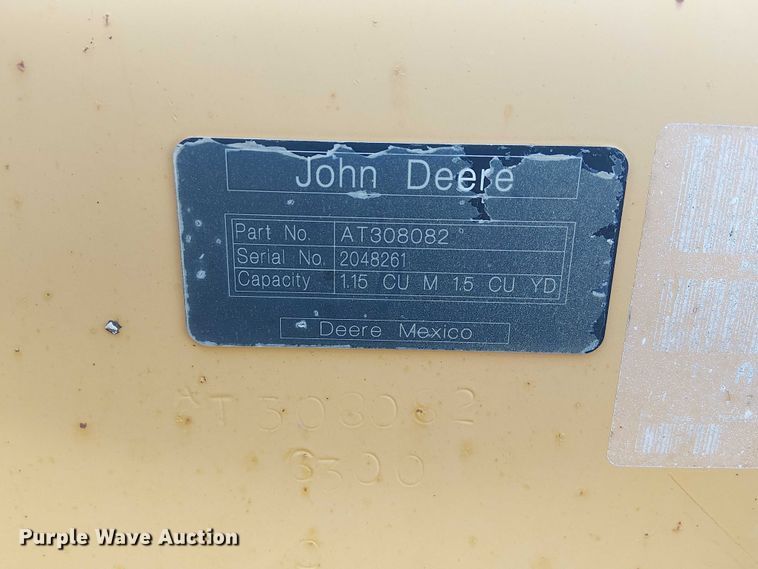 John Deere
Part No. AT308082
Serial No. 2048261
Capacity 1.15 CU M 1.5 CU YD
Deere Mexico
AT308082
Purple Wave Auction